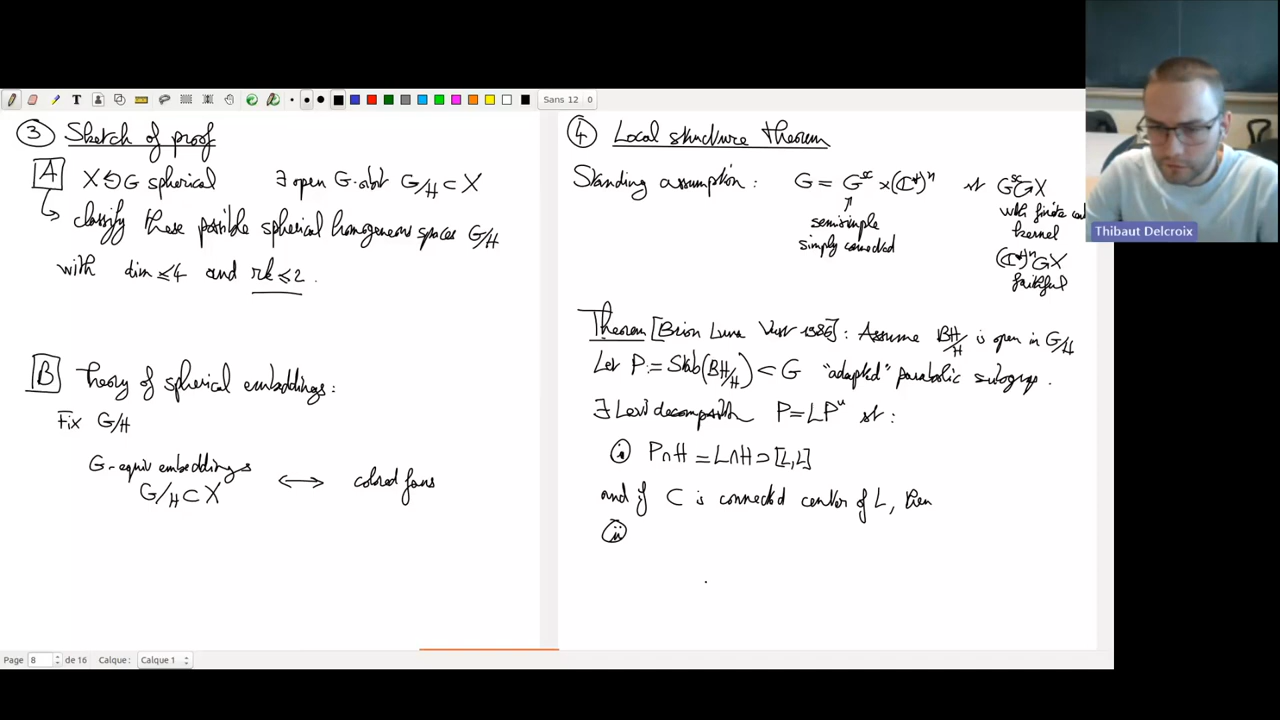 Sans 12 0
③ Sketch of proof
A X ↺ G spherical ∃ open G-orbit G/H ⊂ X
↳ classify these possible spherical homogeneous spaces G/H
with dim ≤ 4 and rk ≤ 2.
B Theory of spherical embeddings:
Fix G/H
G-equiv embeddings ⟷ colored fans
G/H ⊂ X
④ Local structure theorem
Standing assumption: G = G^sc × (ℂ*)^n st G^sc ↺ X
↑ with finite
semisimple kernel
simply connected (ℂ*)^n ↺ X
faithful
Theorem [Brion Luna Vust 1986]: Assume BH/H is open in G/H
Let P := Stab(BH/H) < G "adapted" parabolic subgroup.
∃ Levi decomposition P = LP^u st:
ⓘ P∩H = L∩H ⊃ [L,L]
and if C is connected center of L, then
ⓘⓘ
Thibaut Delcroix
Page 8 de 16 Calque : Calque 1